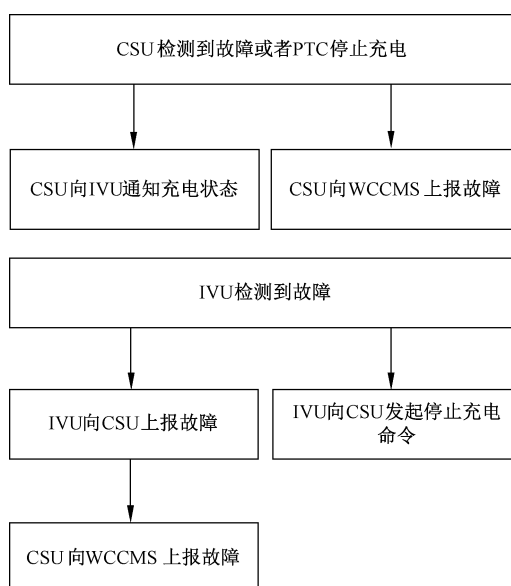 CSU检测到故障或者PTC停止充电
CSU向IVU通知充电状态
CSU向WCCMS上报故障
IVU检测到故障
IVU向CSU上报故障
IVU向CSU发起停止充电
命令
CSU向WCCMS上报故障